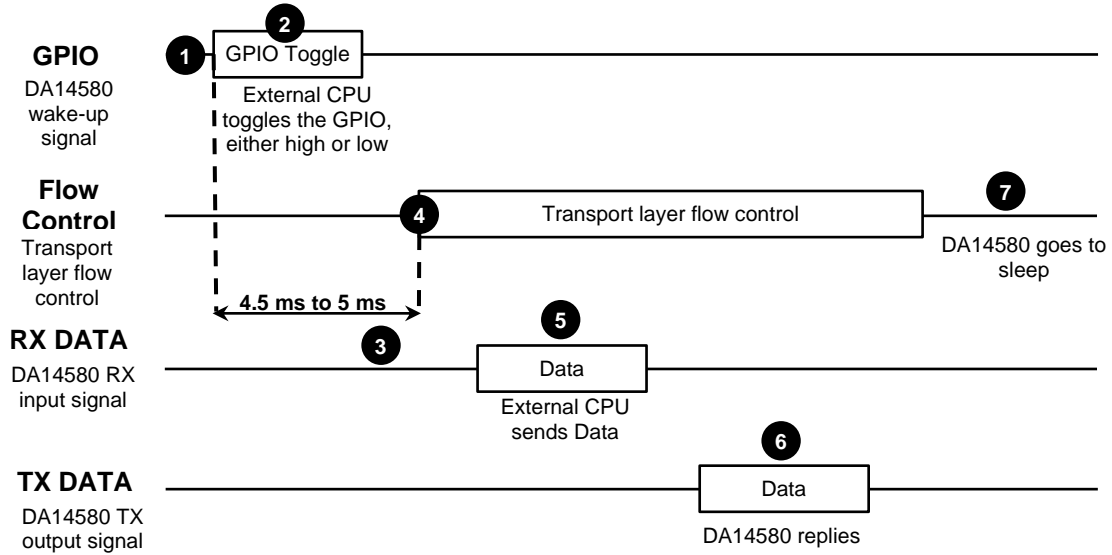 2
GPIO
1
GPIO Toggle
DA14580
wake-up
signal
External CPU
toggles the GPIO,
either high or low
Flow
Control
4
Transport layer flow control
7
Transport
layer flow
control
DA14580 goes to
sleep
4.5 ms to 5 ms
RX DATA
3
5
DA14580 RX
input signal
Data
External CPU
sends Data
6
TX DATA
Data
DA14580 TX
output signal
DA14580 replies